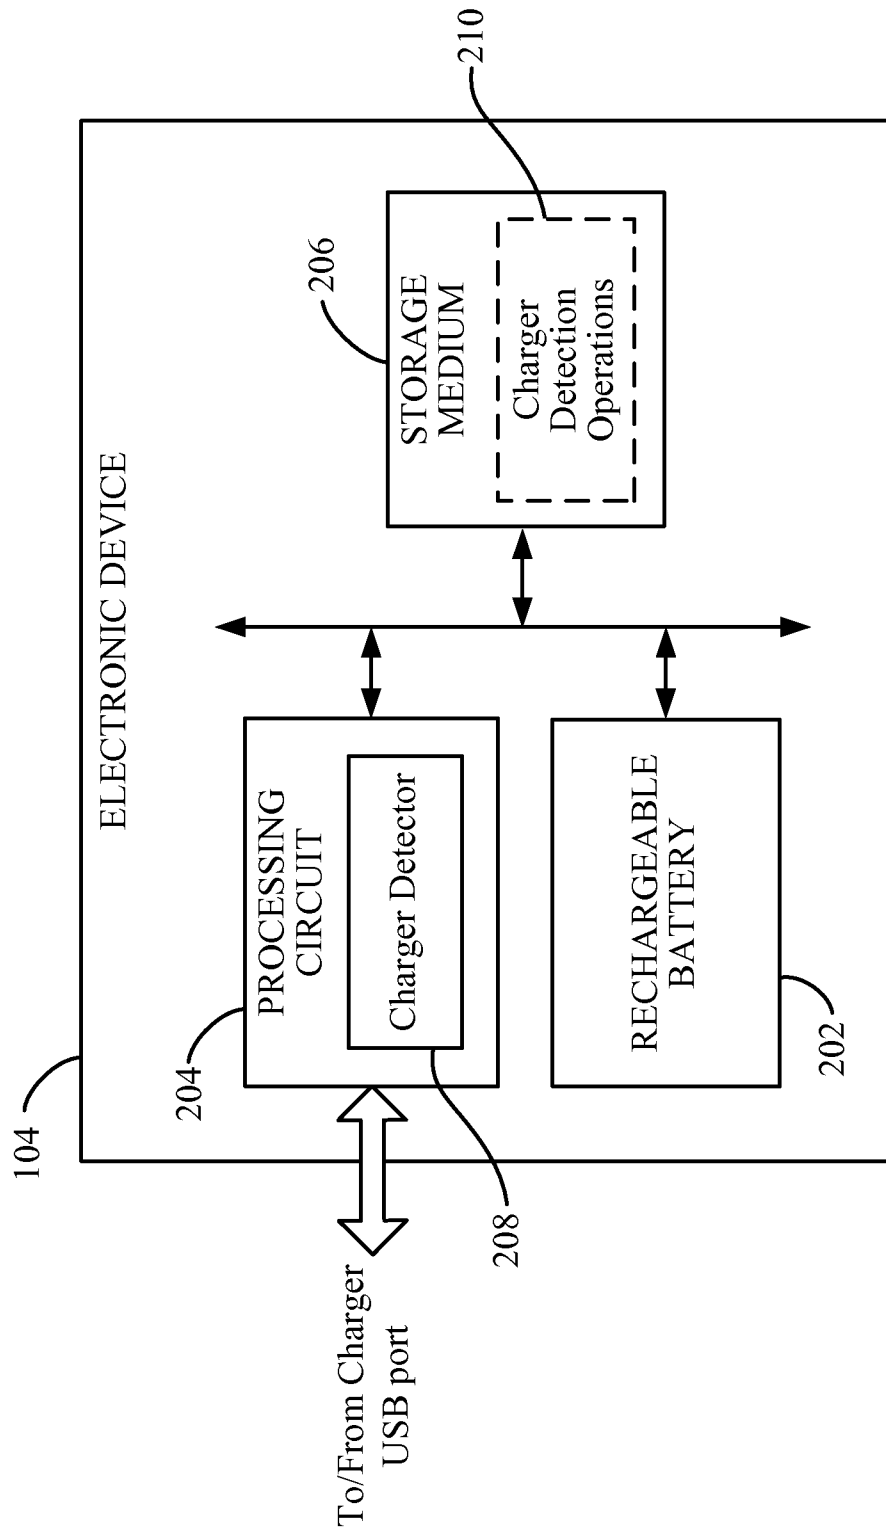 104
ELECTRONIC DEVICE
204
PROCESSING
CIRCUIT
Charger Detector
208
To/From Charger
USB port
206
STORAGE
MEDIUM
Charger
Detection
Operations
210
RECHARGEABLE
BATTERY
202